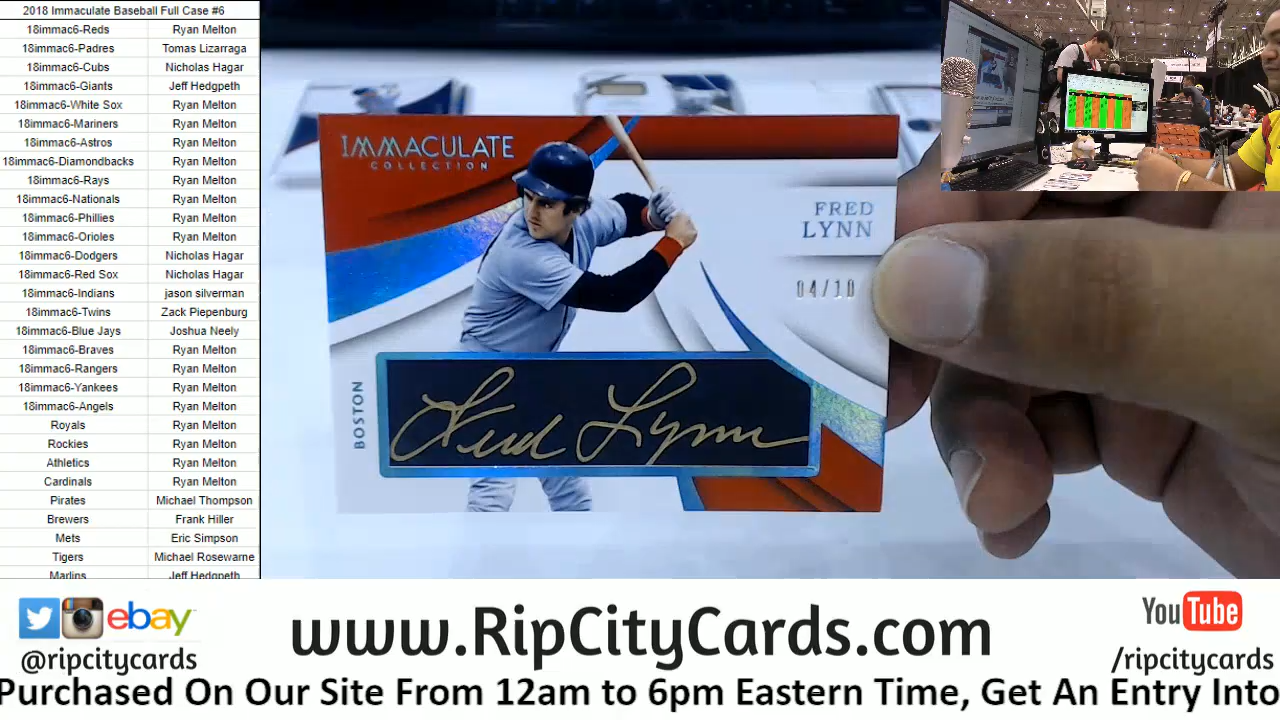 2018 Immaculate Baseball Full Case #6
18immac6-Reds Ryan Melton
18immac6-Padres Tomas Lizarraga
18immac6-Cubs Nicholas Hagar
18immac6-Giants Jeff Hedgpeth
18immac6-White Sox Ryan Melton
18immac6-Mariners Ryan Melton
18immac6-Astros Ryan Melton
18immac6-Diamondbacks Ryan Melton
18immac6-Rays Ryan Melton
18immac6-Nationals Ryan Melton
18immac6-Phillies Ryan Melton
18immac6-Orioles Ryan Melton
18immac6-Dodgers Nicholas Hagar
18immac6-Red Sox Nicholas Hagar
18immac6-Indians jason silverman
18immac6-Twins Zack Piepenburg
18immac6-Blue Jays Joshua Neely
18immac6-Braves Ryan Melton
18immac6-Rangers Ryan Melton
18immac6-Yankees Ryan Melton
18immac6-Angels Ryan Melton
Royals Ryan Melton
Rockies Ryan Melton
Athletics Ryan Melton
Cardinals Ryan Melton
Pirates Michael Thompson
Brewers Frank Hiller
Mets Eric Simpson
Tigers Michael Rosewarne
Marlins Jeff Hedgpeth
IMMACULATE
COLLECTION
FRED
LYNN
04/10
BOSTON
Fred Lynn
ebay
@ripcitycards
www.RipCityCards.com
YouTube
/ripcitycards
Purchased On Our Site From 12am to 6pm Eastern Time, Get An Entry Into